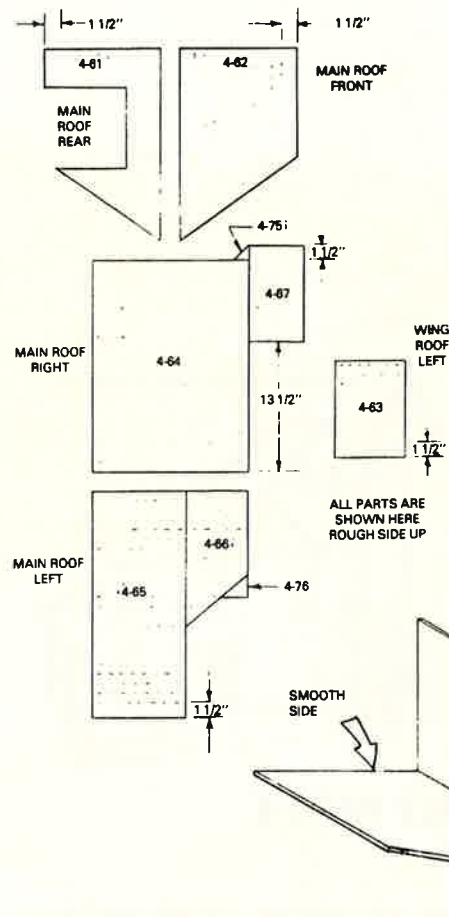 1 1/2"
1 1/2"
4-61
4-62
MAIN ROOF
FRONT
MAIN
ROOF
REAR
4-75
1 1/2"
4-67
MAIN ROOF
RIGHT
4-64
WING
ROOF
LEFT
13 1/2"
4-63
1 1/2"
ALL PARTS ARE
SHOWN HERE
ROUGH SIDE UP
MAIN ROOF
LEFT
4-66
4-65
4-76
1 1/2"
SMOOTH
SIDE